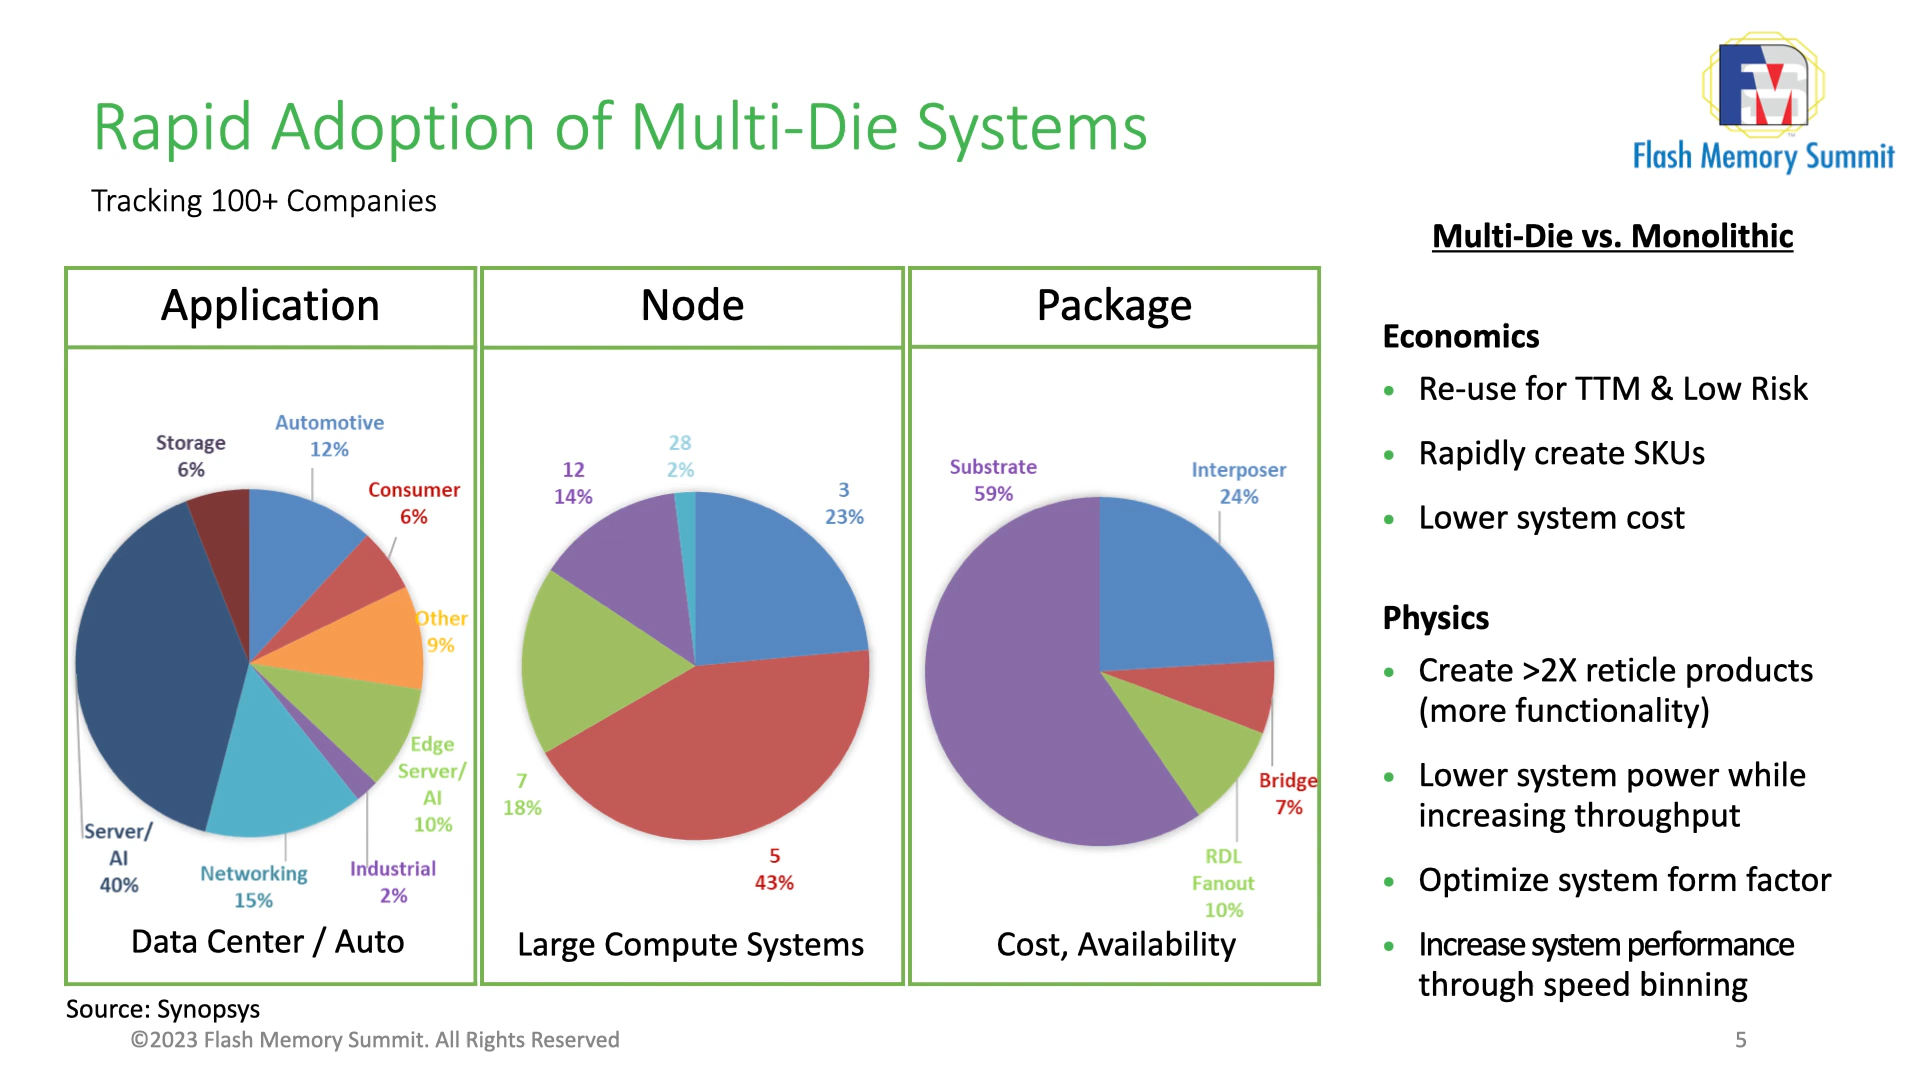 Rapid Adoption of Multi-Die Systems
Tracking 100+ Companies
Flash Memory Summit
Application
Storage
6%
Automotive
12%
Consumer
6%
Other
9%
Edge
Server/
AI
10%
Industrial
2%
Networking
15%
Server/
AI
40%
Data Center / Auto
Node
28
2%
12
14%
3
23%
7
18%
5
43%
Large Compute Systems
Package
Substrate
59%
Interposer
24%
Bridge
7%
RDL
Fanout
10%
Cost, Availability
Multi-Die vs. Monolithic
Economics
• Re-use for TTM & Low Risk
• Rapidly create SKUs
• Lower system cost
Physics
• Create >2X reticle products
(more functionality)
• Lower system power while
increasing throughput
• Optimize system form factor
• Increase system performance
through speed binning
Source: Synopsys
©2023 Flash Memory Summit. All Rights Reserved
5